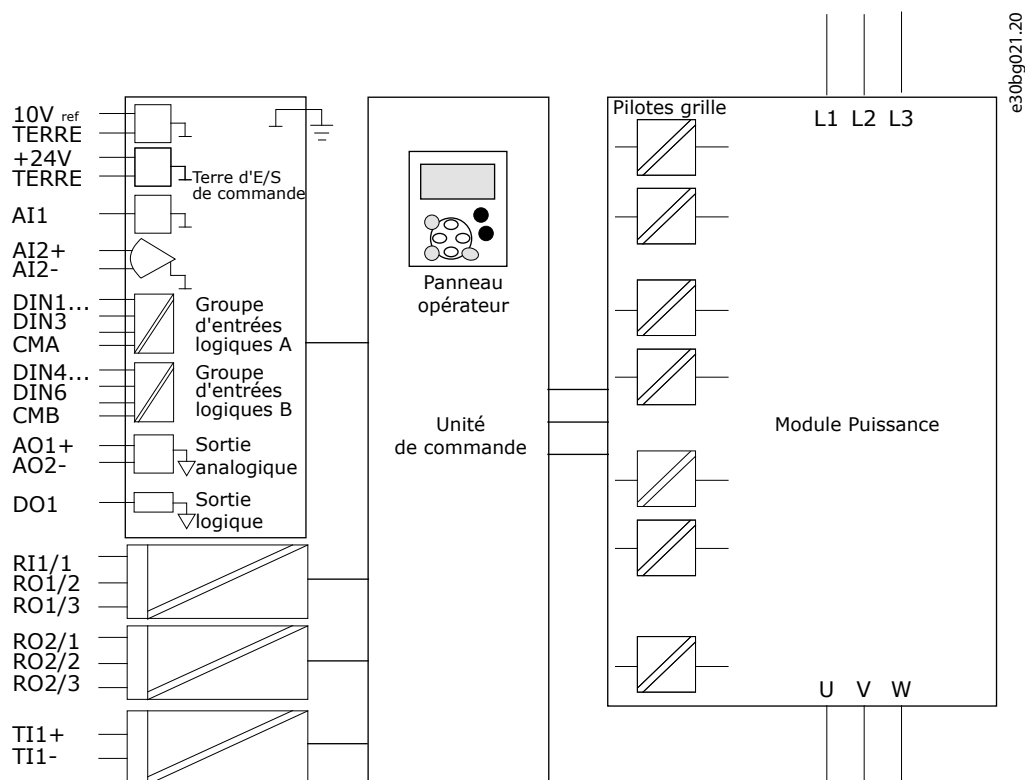 10V ref
TERRE
+24V
TERRE
AI1
AI2+
AI2-
DIN1...
DIN3
CMA
DIN4...
DIN6
CMB
AO1+
AO2-
DO1
RI1/1
RO1/2
RO1/3
RO2/1
RO2/2
RO2/3
TI1+
TI1-
Terre d'E/S
de commande
Groupe
d'entrées
logiques A
Groupe
d'entrées
logiques B
Sortie
analogique
Sortie
logique
Panneau
opérateur
Unité
de commande
Pilotes grille
L1 L2 L3
Module Puissance
U V W
e30bg021.20